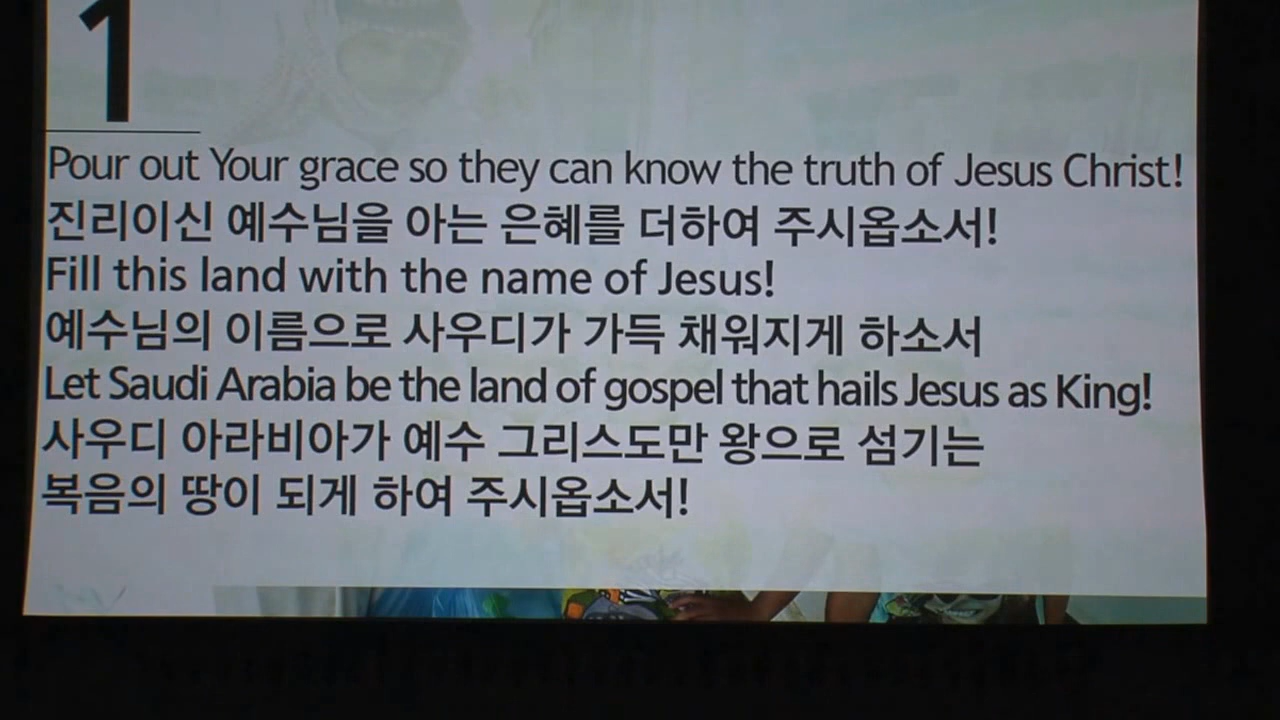 1
Pour out Your grace so they can know the truth of Jesus Christ!
진리이신 예수님을 아는 은혜를 더하여 주시옵소서!
Fill this land with the name of Jesus!
예수님의 이름으로 사우디가 가득 채워지게 하소서
Let Saudi Arabia be the land of gospel that hails Jesus as King!
사우디 아라비아가 예수 그리스도만 왕으로 섬기는
복음의 땅이 되게 하여 주시옵소서!